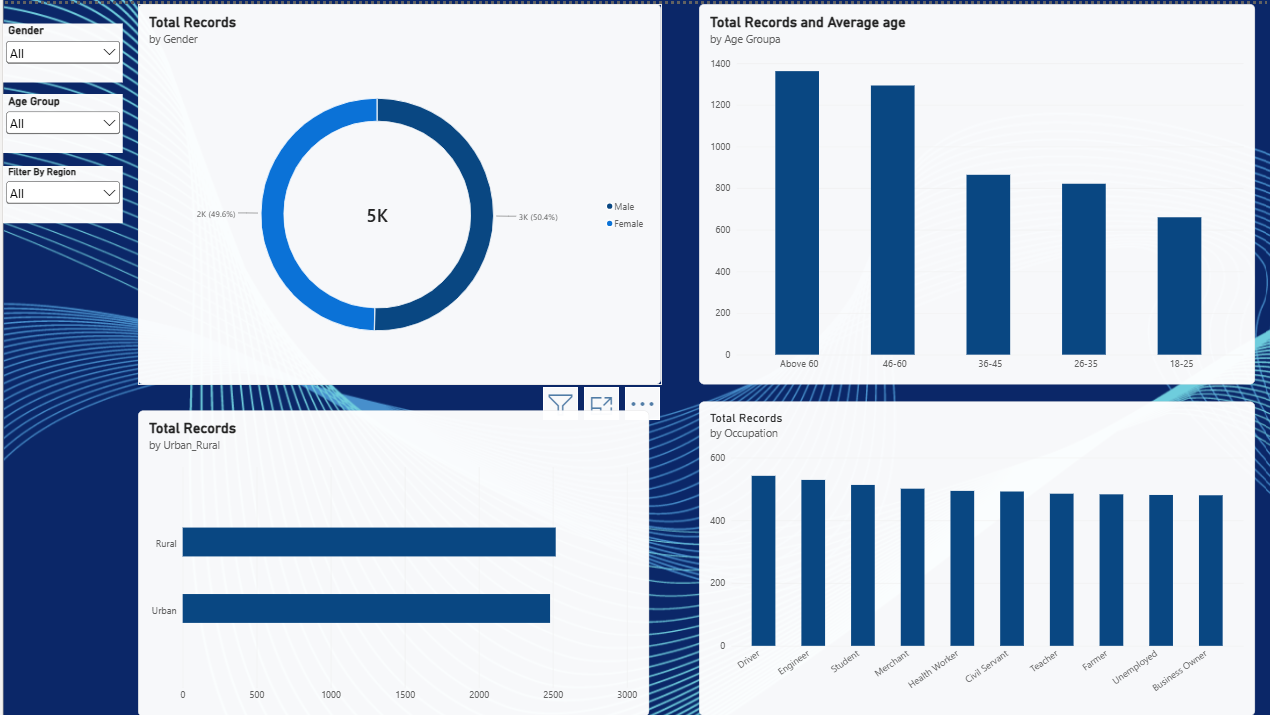 Gender
All
Age Group
All
Filter By Region
All
Total Records
by Gender
2K (49.6%)
5K
3K (50.4%)
Male
Female
Total Records and Average age
by Age Groupa
1400
1200
1000
800
600
400
200
0
Above 60
46-60
36-45
26-35
18-25
Total Records
by Urban_Rural
Rural
Urban
0
500
1000
1500
2000
2500
3000
Total Records
by Occupation
600
400
200
0
Driver
Engineer
Student
Merchant
Health Worker
Civil Servant
Teacher
Farmer
Unemployed
Business Owner